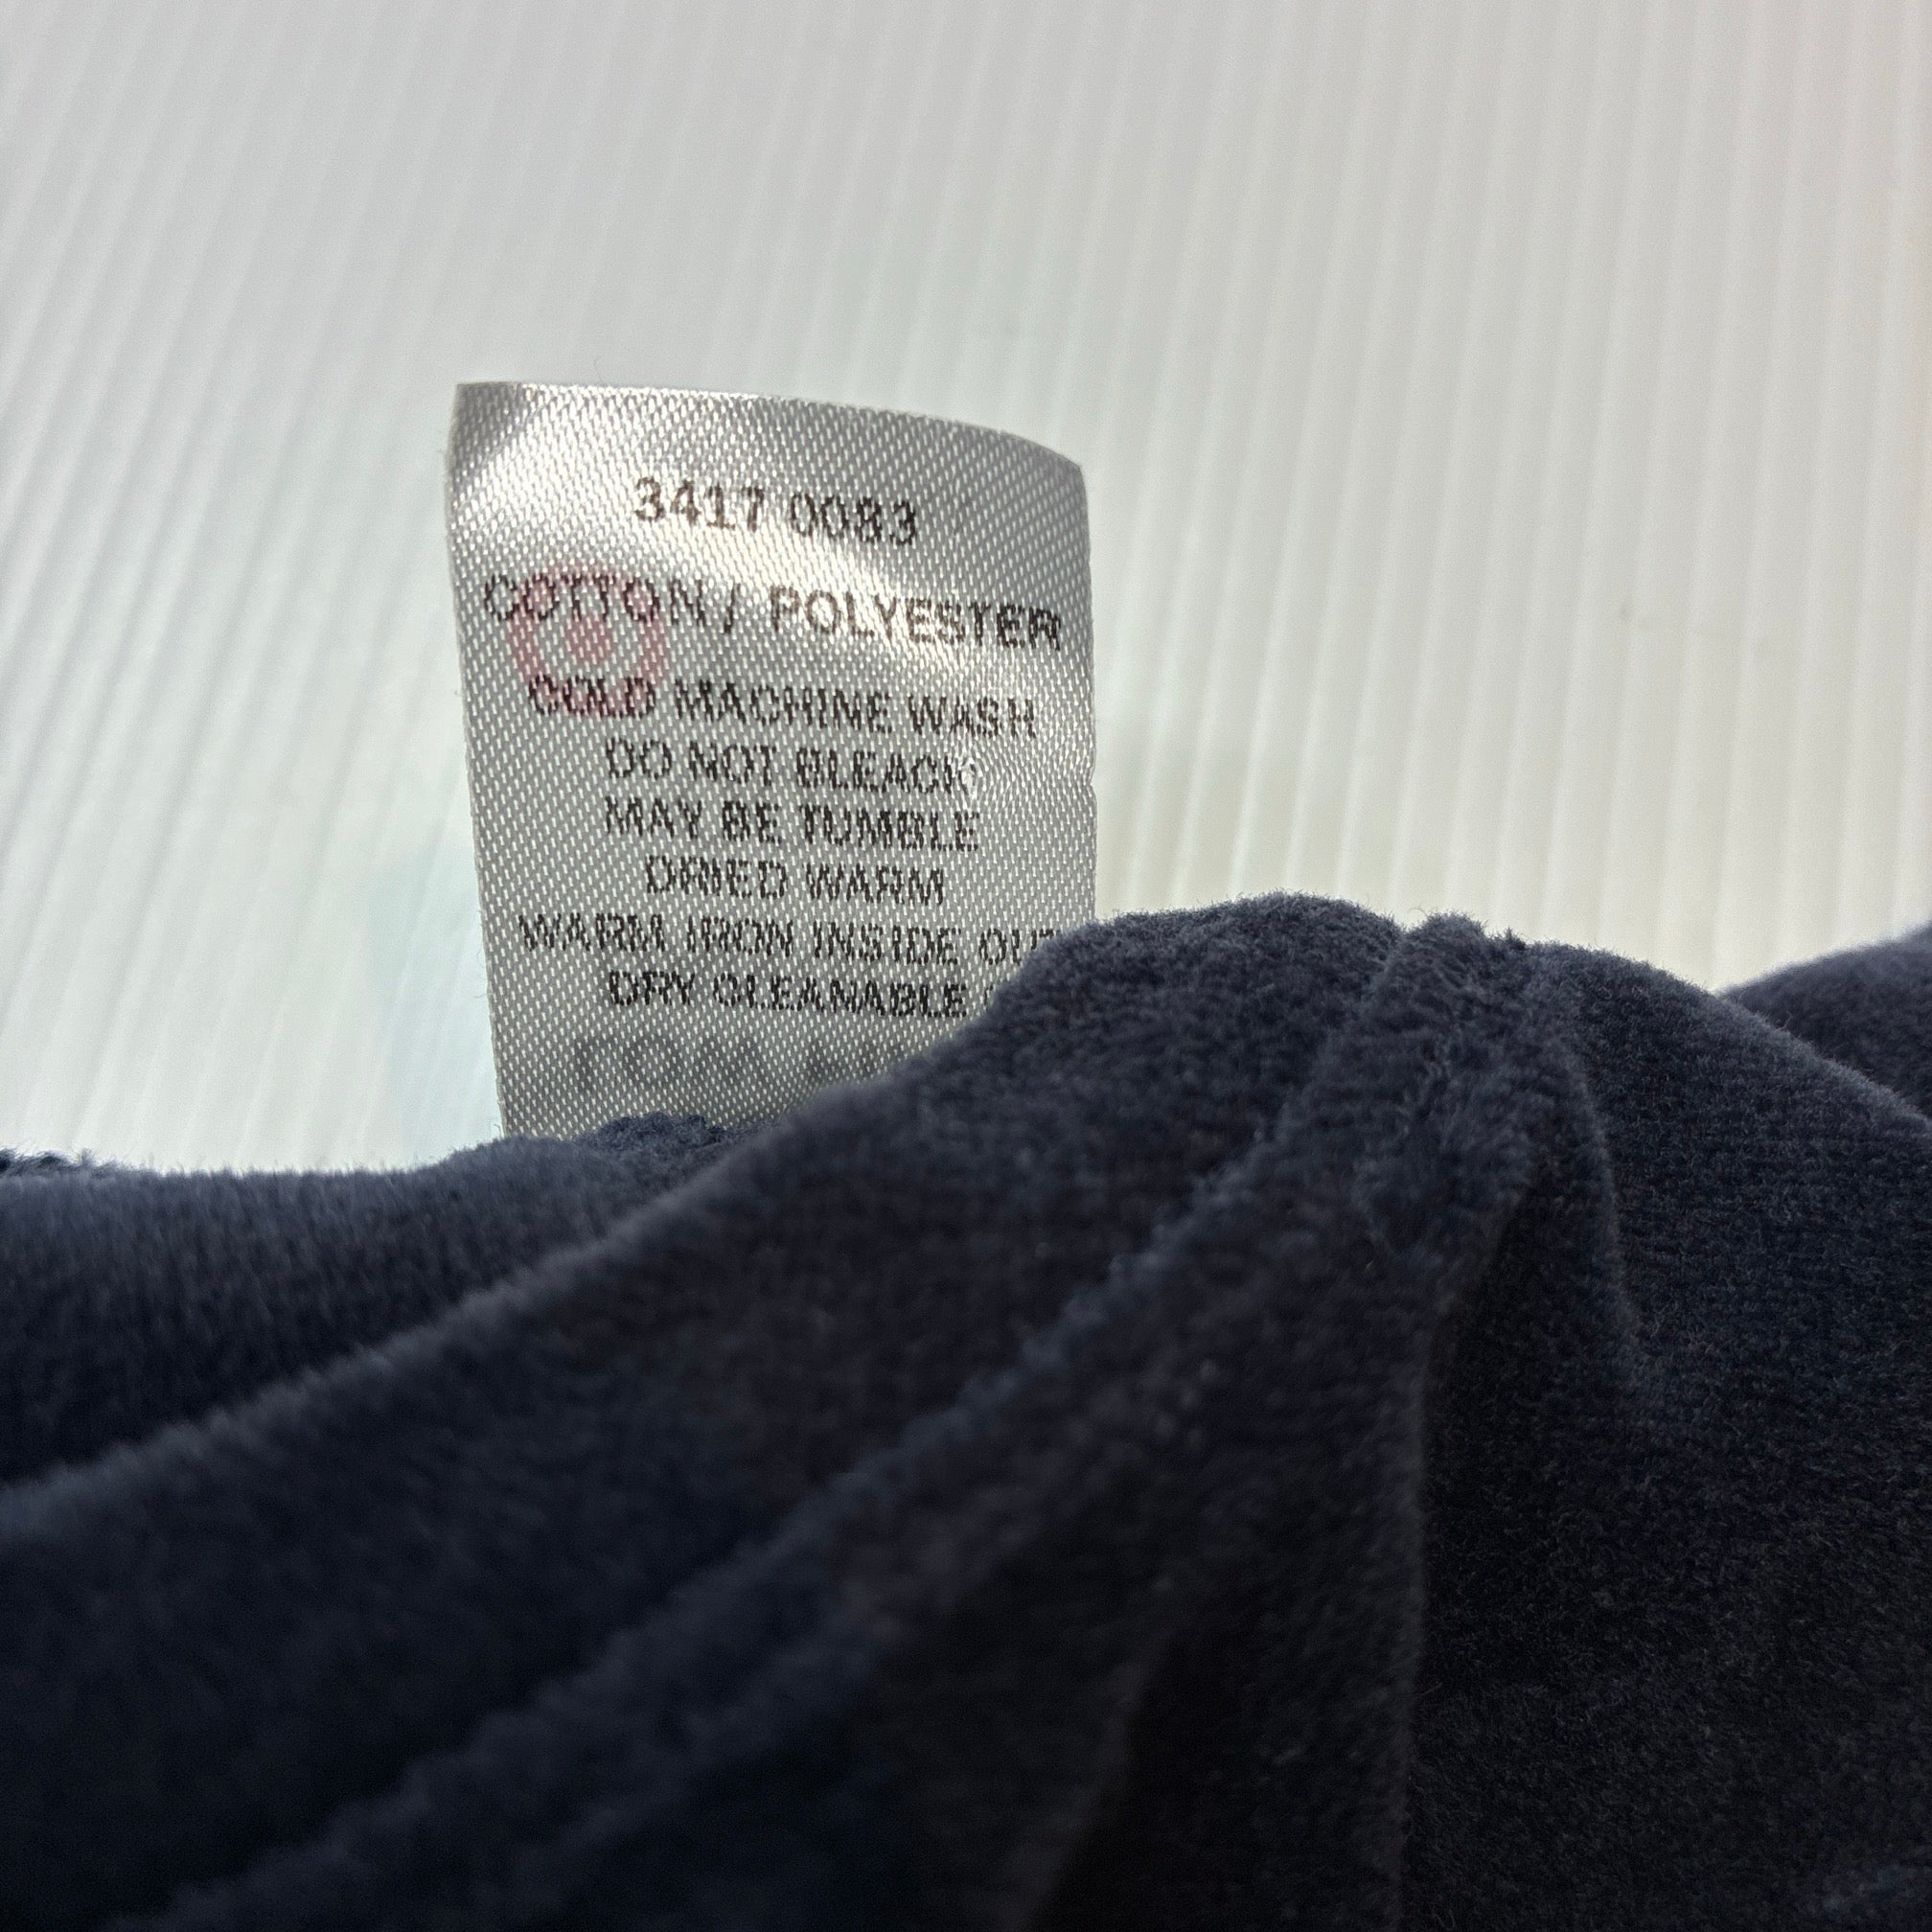 3417 0083
COTTON / POLYESTER
COLD MACHINE WASH
DO NOT BLEACH
MAY BE TUMBLE
DRIED WARM
WARM IRON INSIDE OUT
DRY CLEANABLE